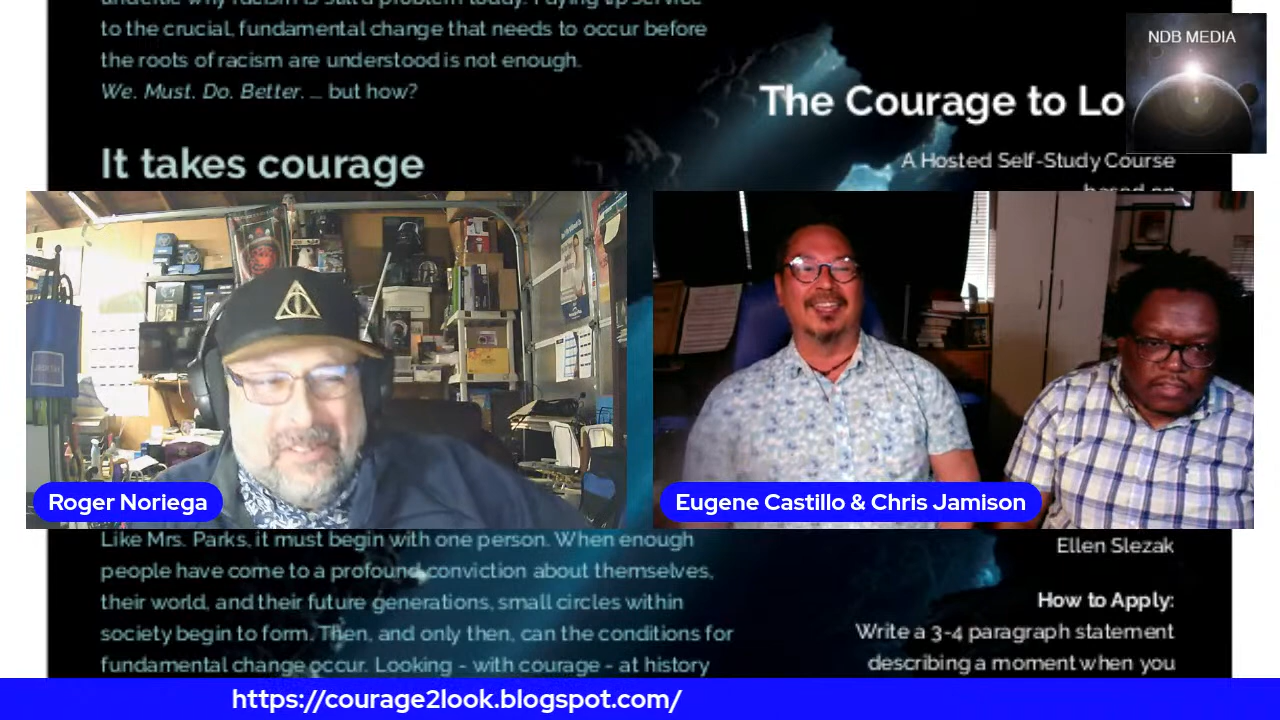 to the crucial, fundamental change that needs to occur before
the roots of racism are understood is not enough.
We. Must. Do. Better. ... but how?
It takes courage
NDB MEDIA
The Courage to Lo
A Hosted Self-Study Course
based on
Roger Noriega
Eugene Castillo & Chris Jamison
Like Mrs. Parks, it must begin with one person. When enough
people have come to a profound conviction about themselves,
their world, and their future generations, small circles within
society begin to form. Then, and only then, can the conditions for
fundamental change occur. Looking - with courage - at history
Ellen Slezak
How to Apply:
Write a 3-4 paragraph statement
describing a moment when you
https://courage2look.blogspot.com/